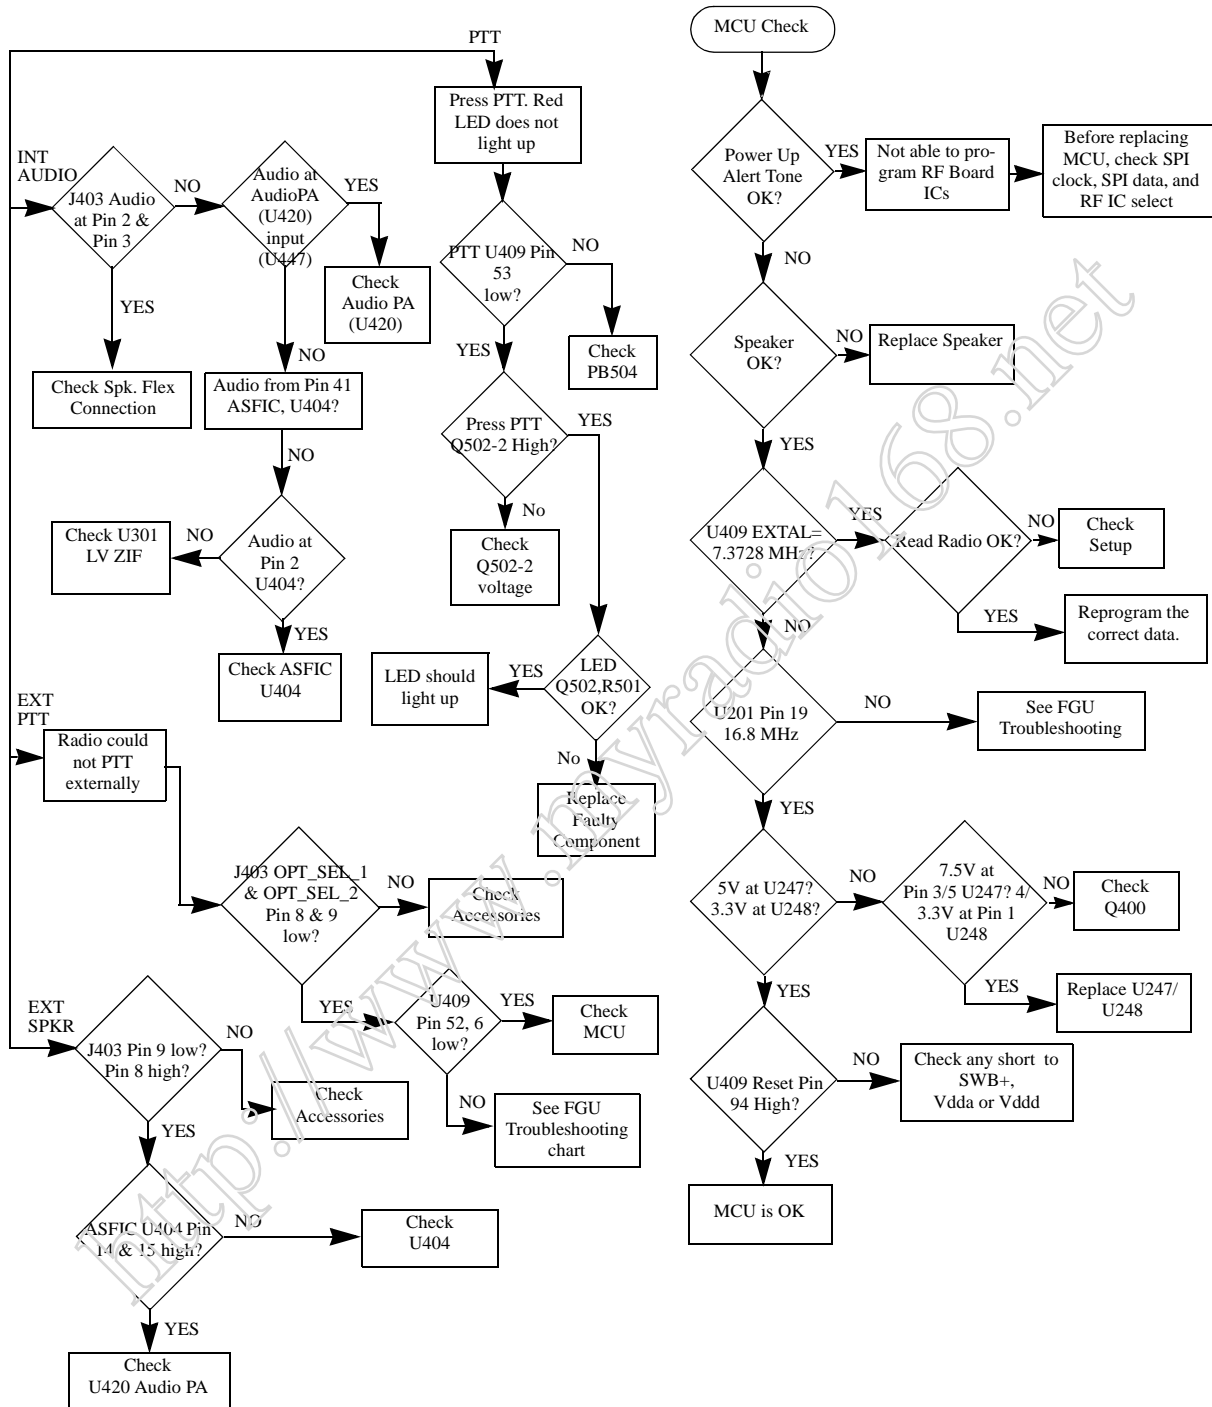 PTT
MCU Check
Press PTT. Red
LED does not
light up
INT
AUDIO
J403 Audio
at Pin 2 &
Pin 3
NO
Audio at
AudioPA
(U420)
input
(U447)
YES
Check
Audio PA
(U420)
YES
Check Spk. Flex
Connection
NO
Audio from Pin 41
ASFIC, U404?
NO
Audio at
Pin 2
U404?
NO
Check U301
LV ZIF
YES
Check ASFIC
U404
PTT U409 Pin
53
low?
NO
Check
PB504
YES
Press PTT
Q502-2 High?
YES
No
Check
Q502-2
voltage
LED
Q502,R501
OK?
YES
LED should
light up
No
Replace
Faulty
Component
EXT
PTT
Radio could
not PTT
externally
J403 OPT_SEL_1
& OPT_SEL_2
Pin 8 & 9
low?
NO
Check
Accessories
YES
U409
Pin 52, 6
low?
YES
Check
MCU
NO
See FGU
Troubleshooting
chart
EXT
SPKR
J403 Pin 9 low?
Pin 8 high?
NO
Check
Accessories
YES
ASFIC U404 Pin
14 & 15 high?
NO
Check
U404
YES
Check
U420 Audio PA
Power Up
Alert Tone
OK?
YES
Not able to pro-
gram RF Board
ICs
Before replacing
MCU, check SPI
clock, SPI data, and
RF IC select
NO
Speaker
OK?
NO
Replace Speaker
YES
U409 EXTAL=
7.3728 MHz?
YES
Read Radio OK?
NO
Check
Setup
YES
Reprogram the
correct data.
NO
U201 Pin 19
16.8 MHz
NO
See FGU
Troubleshooting
YES
5V at U247?
3.3V at U248?
NO
7.5V at
Pin 3/5 U247? 4/
3.3V at Pin 1
U248
NO
Check
Q400
YES
Replace U247/
U248
YES
U409 Reset Pin
94 High?
NO
Check any short to
SWB+,
Vdda or Vddd
YES
MCU is OK
http://www.myradio168.net